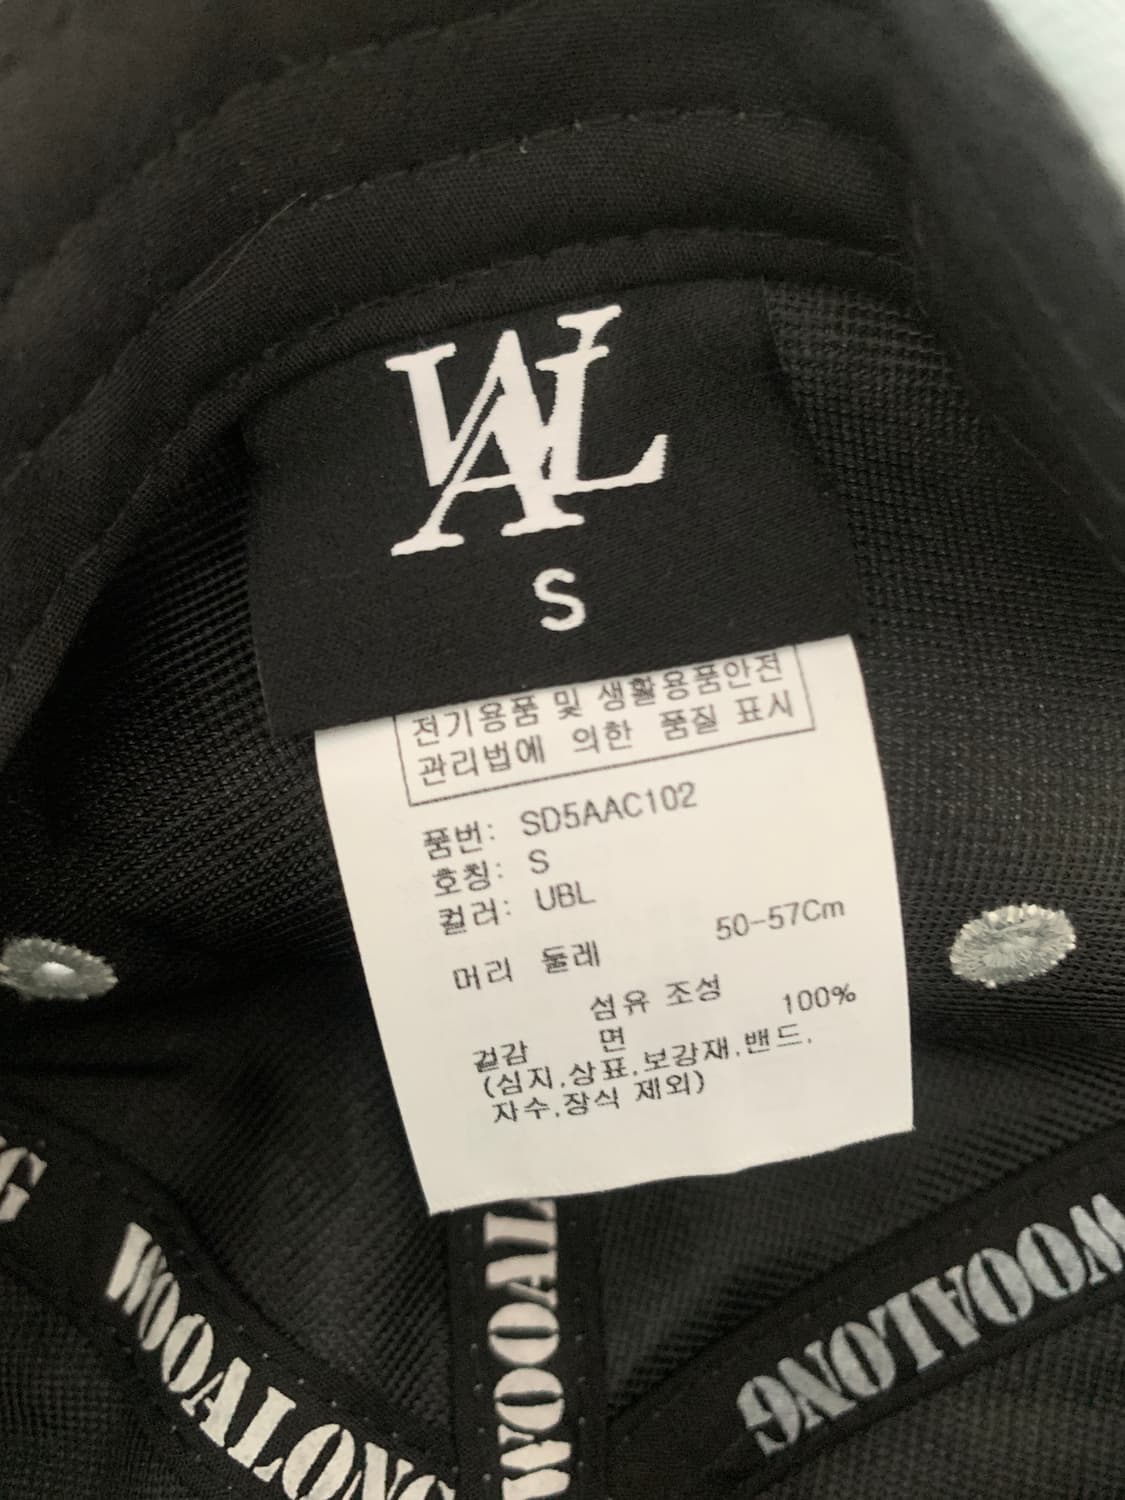 WAL
S
전기용품 및 생활용품안전
관리법에 의한 품질 표시
품번: SD5AAC102
호칭: S
컬러: UBL
머리 둘레 50-57Cm
섬유 조성
겉감 면 100%
(심지.상표.보강재.밴드.
자수.장식 제외)
WOOALONG
WOOAL
WOOALONG